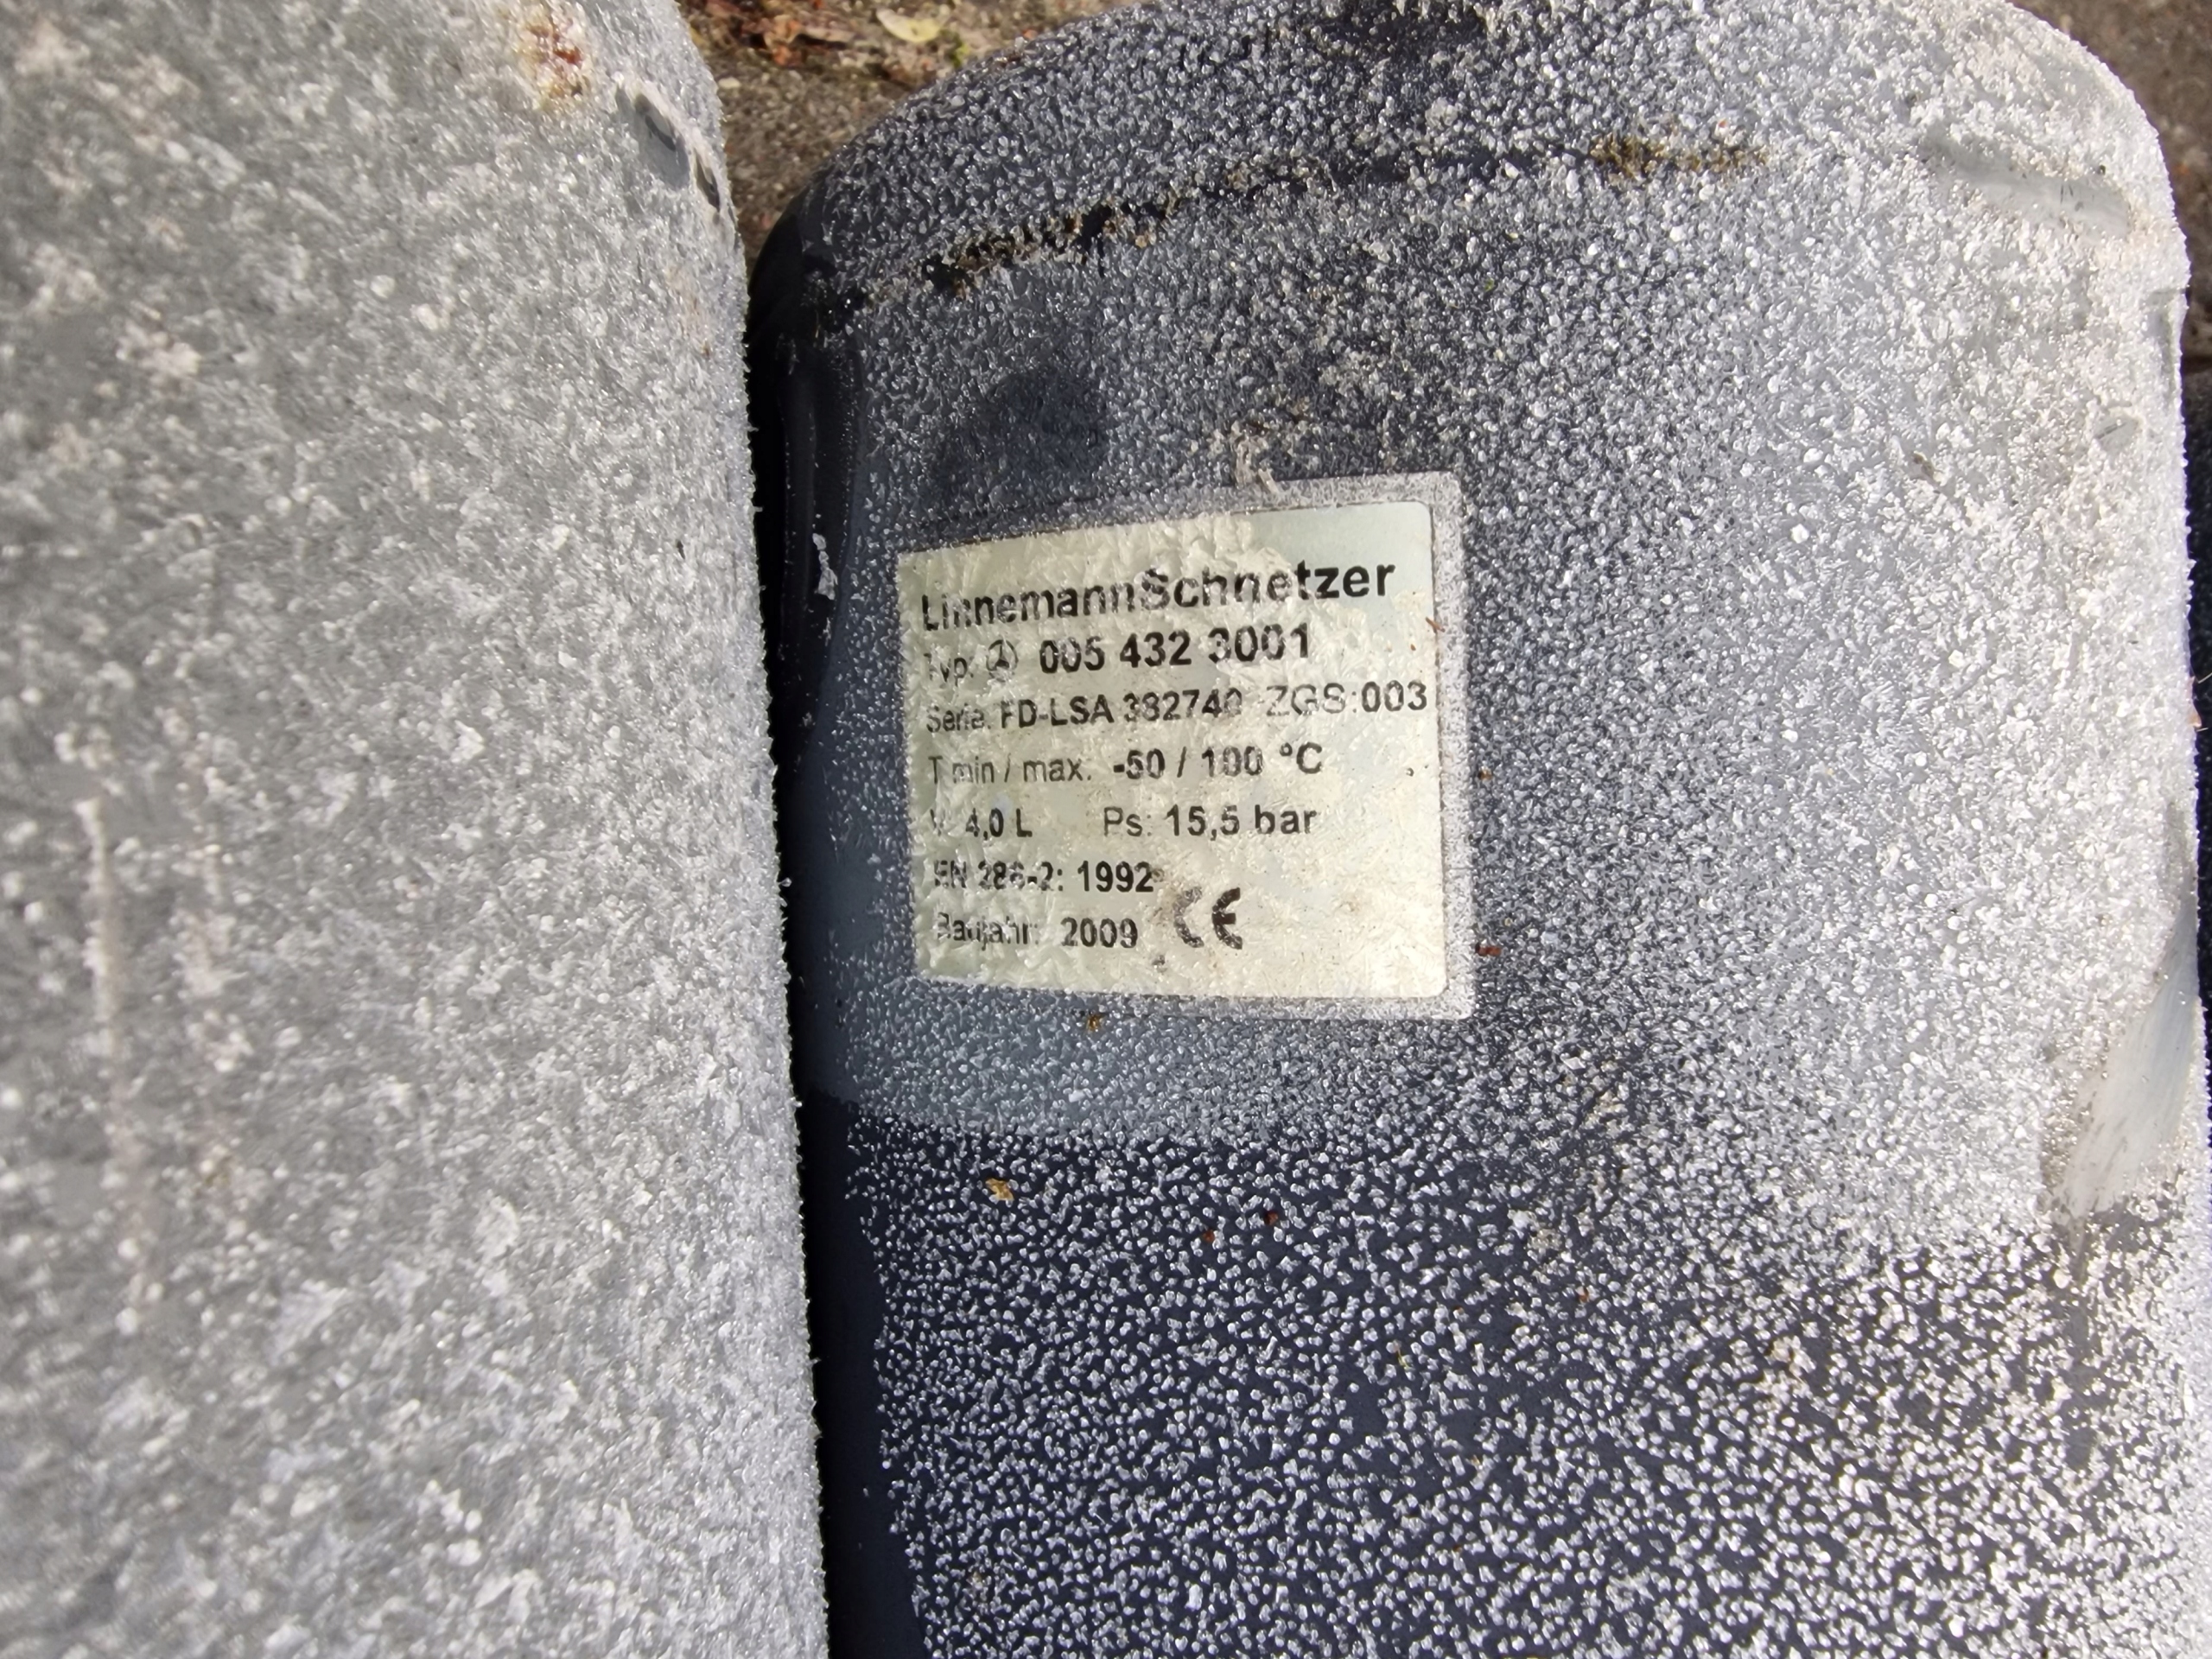 LinnemannSchnetzer
Typ: 005 432 3001
Serie: FD-LSA 382740 ZGS:003
T min / max. -50 / 100 °C
V: 4,0 L Ps: 15,5 bar
EN 286-2: 1992
Baujahr: 2009 CE